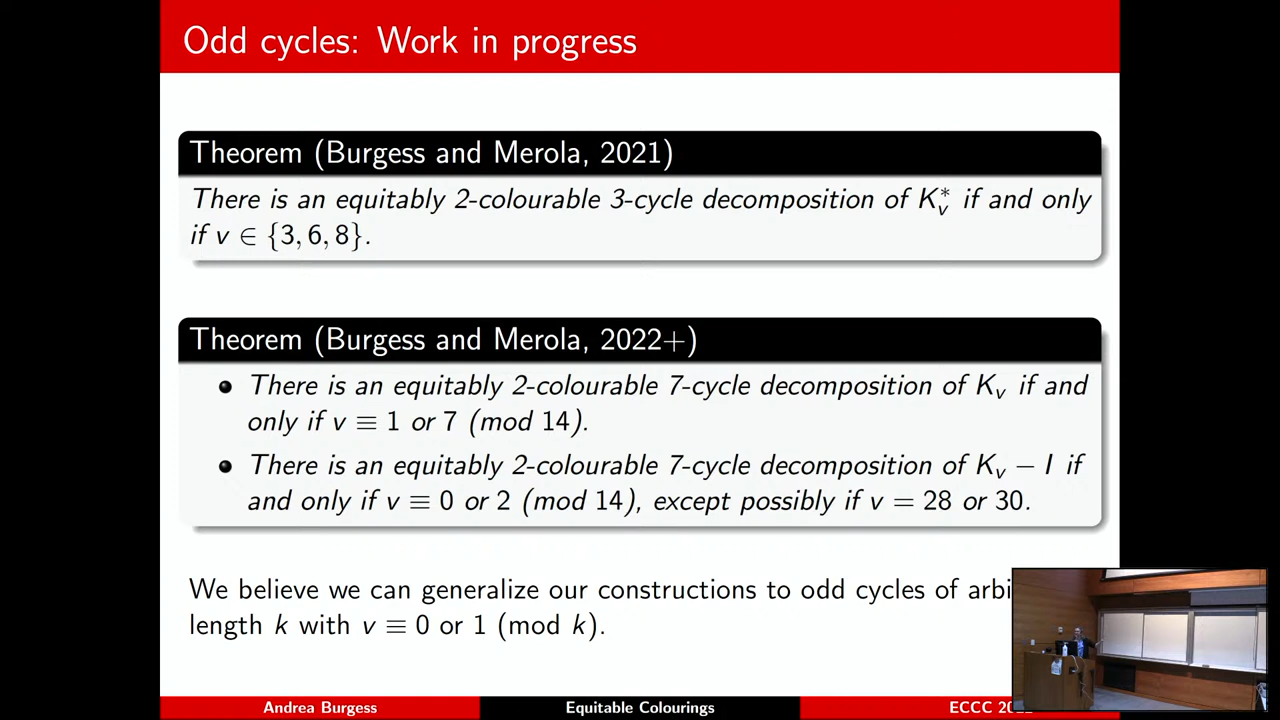 Odd cycles: Work in progress
Theorem (Burgess and Merola, 2021)
There is an equitably 2-colourable 3-cycle decomposition of K*_v if and only
if v ∈ {3, 6, 8}.
Theorem (Burgess and Merola, 2022+)
There is an equitably 2-colourable 7-cycle decomposition of K_v if and
only if v ≡ 1 or 7 (mod 14).
There is an equitably 2-colourable 7-cycle decomposition of K_v − I if
and only if v ≡ 0 or 2 (mod 14), except possibly if v = 28 or 30.
We believe we can generalize our constructions to odd cycles of
length k with v ≡ 0 or 1 (mod k).
Andrea Burgess Equitable Colourings ECCC